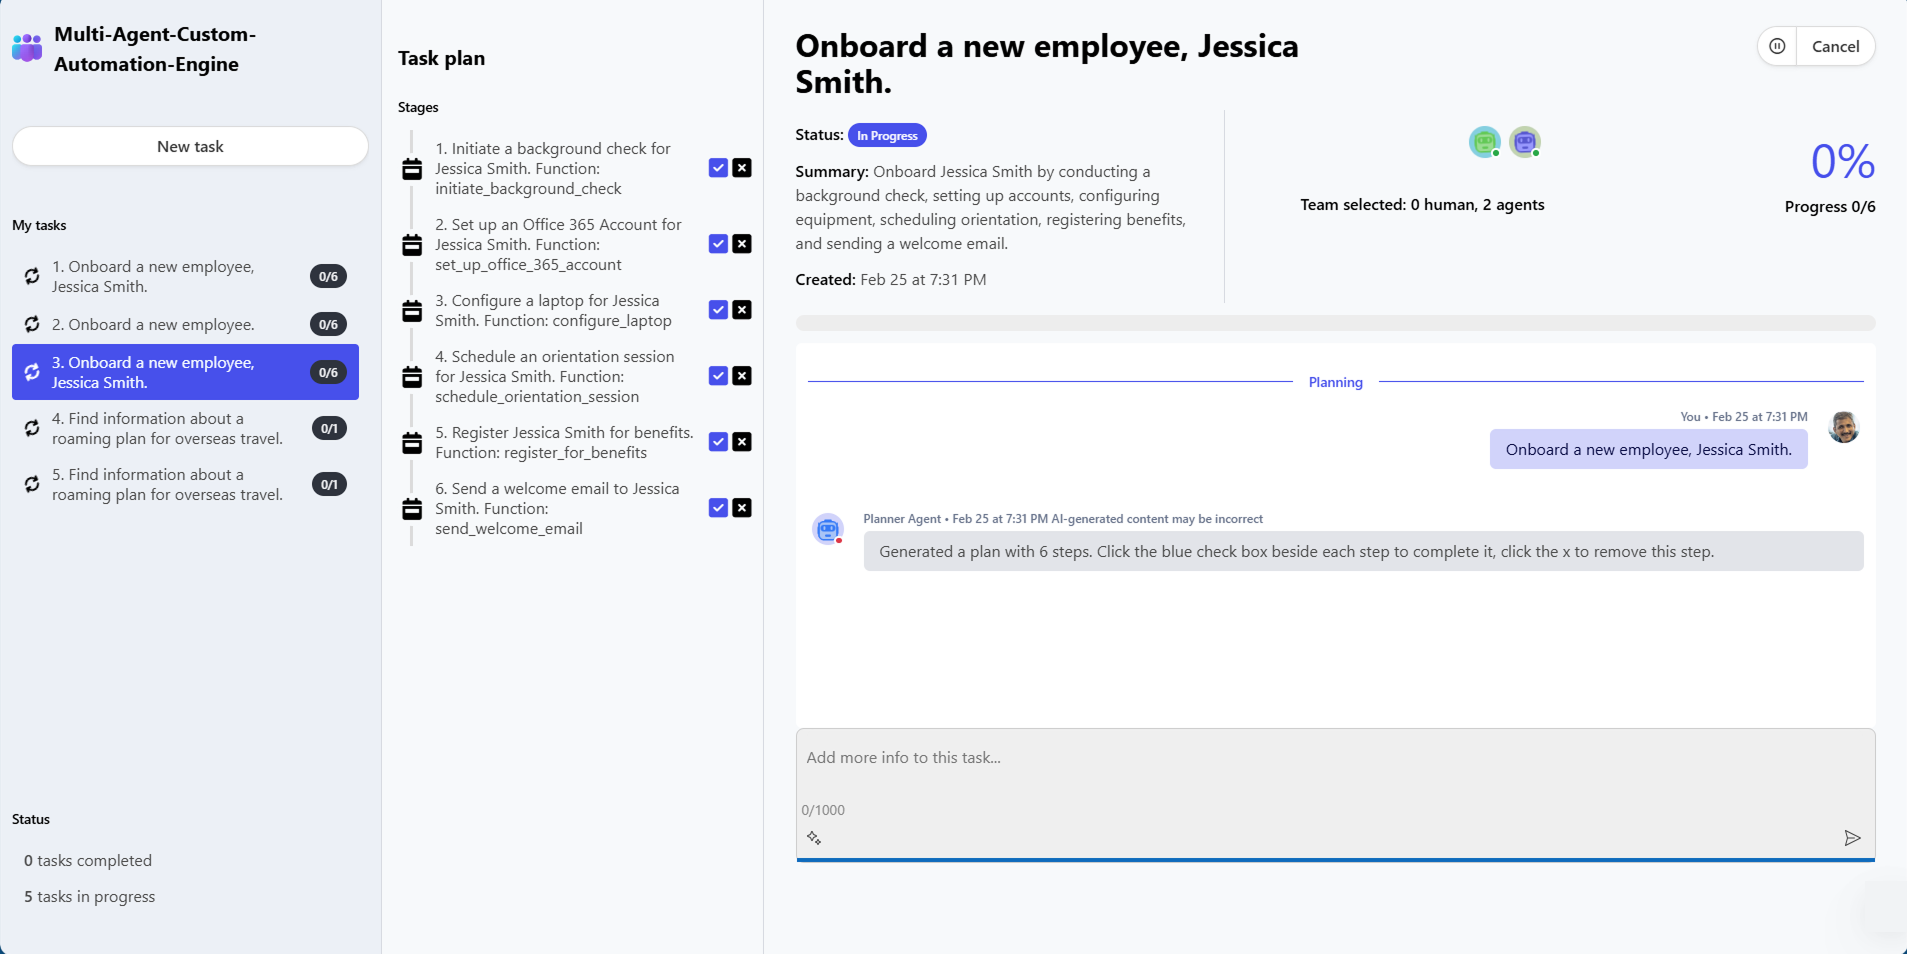 Multi-Agent-Custom-
Automation-Engine
New task
My tasks
1. Onboard a new employee,
Jessica Smith.
0/6
2. Onboard a new employee.
0/6
3. Onboard a new employee,
Jessica Smith.
0/6
4. Find information about a
roaming plan for overseas travel.
0/1
5. Find information about a
roaming plan for overseas travel.
0/1
Status
0 tasks completed
5 tasks in progress
Task plan
Stages
1. Initiate a background check for
Jessica Smith. Function:
initiate_background_check
2. Set up an Office 365 Account for
Jessica Smith. Function:
set_up_office_365_account
3. Configure a laptop for Jessica
Smith. Function: configure_laptop
4. Schedule an orientation session
for Jessica Smith. Function:
schedule_orientation_session
5. Register Jessica Smith for benefits.
Function: register_for_benefits
6. Send a welcome email to Jessica
Smith. Function:
send_welcome_email
Onboard a new employee, Jessica
Smith.
Cancel
Status: In Progress
Summary: Onboard Jessica Smith by conducting a
background check, setting up accounts, configuring
equipment, scheduling orientation, registering benefits,
and sending a welcome email.
Created: Feb 25 at 7:31 PM
Team selected: 0 human, 2 agents
0%
Progress 0/6
Planning
You • Feb 25 at 7:31 PM
Onboard a new employee, Jessica Smith.
Planner Agent • Feb 25 at 7:31 PM AI-generated content may be incorrect
Generated a plan with 6 steps. Click the blue check box beside each step to complete it, click the x to remove this step.
Add more info to this task...
0/1000